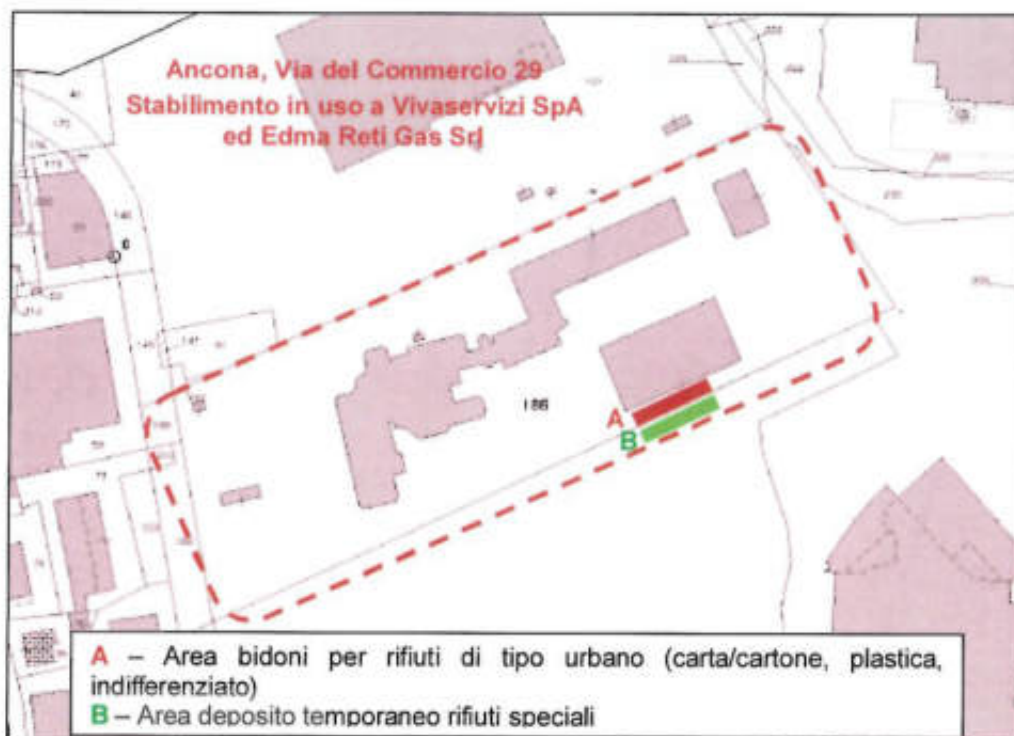 Ancona, Via del Commercio 29
Stabilimento in uso a Vivaservizi SpA
ed Edma Reti Gas Srl
186
A
B
A – Area bidoni per rifiuti di tipo urbano (carta/cartone, plastica,
indifferenziato)
B – Area deposito temporaneo rifiuti speciali